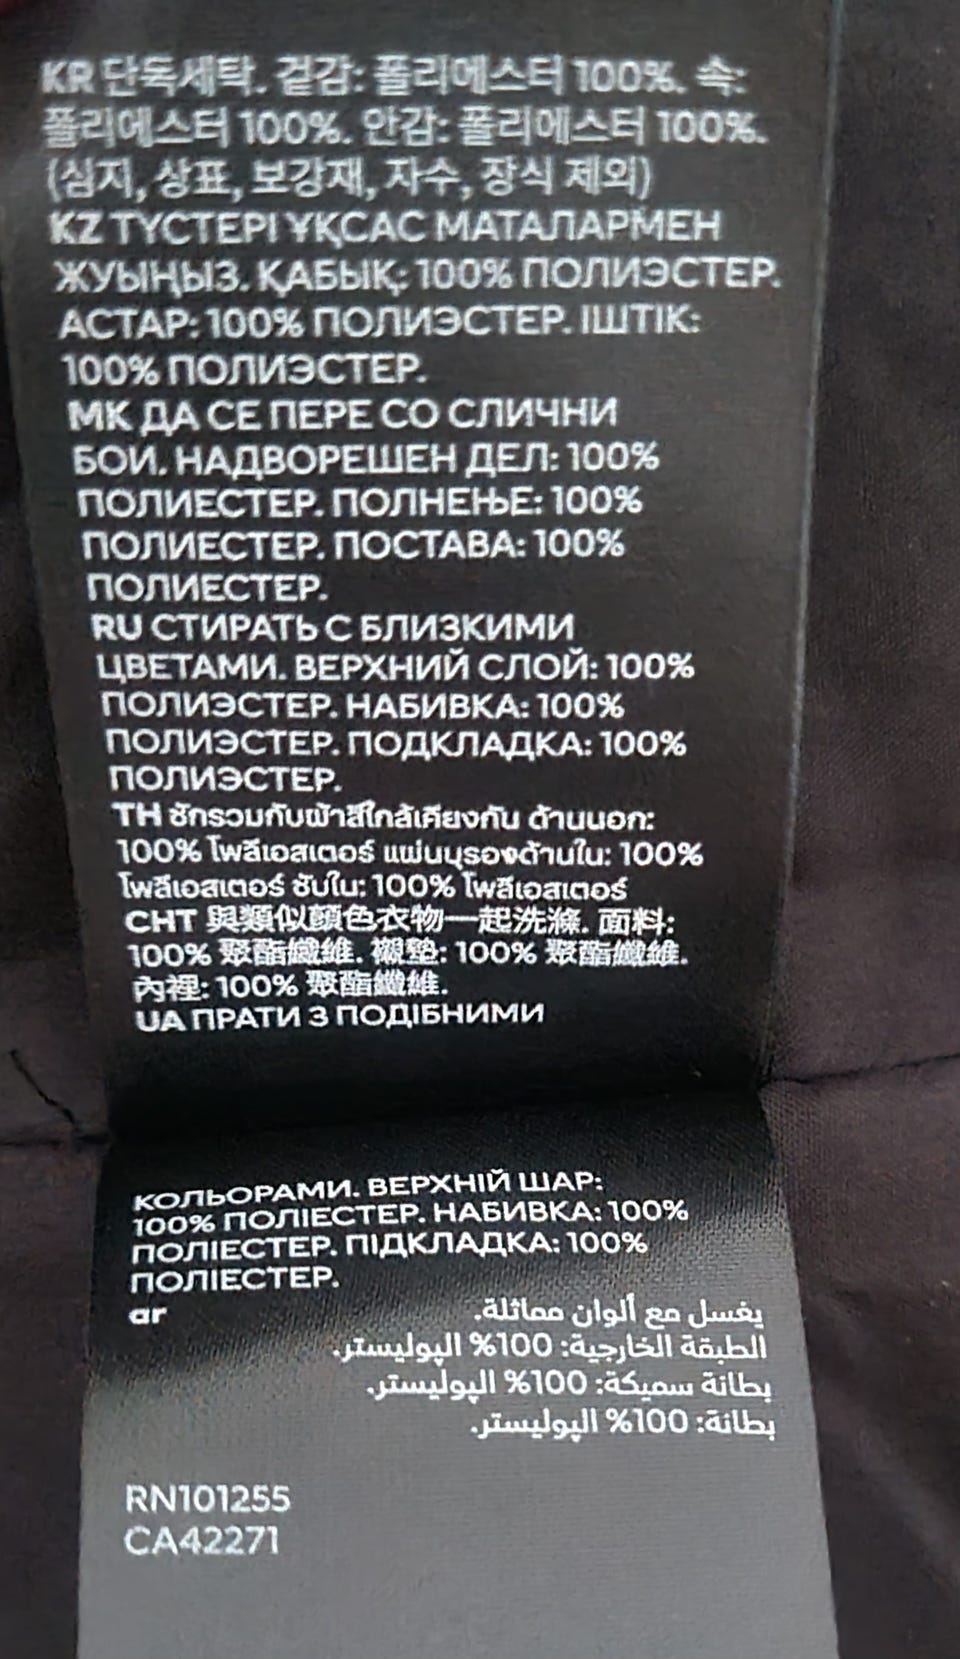 KR 단독세탁. 겉감: 폴리에스터 100%. 속:
폴리에스터 100%. 안감: 폴리에스터 100%.
(심지, 상표, 보강재, 자수, 장식 제외)
KZ ТҮСТЕРІ ҰҚСАС МАТАЛАРМЕН
ЖУЫҢЫЗ. ҚАБЫҚ: 100% ПОЛИЭСТЕР.
АСТАР: 100% ПОЛИЭСТЕР. ІШТІК:
100% ПОЛИЭСТЕР.
MK ДА СЕ ПЕРЕ СО СЛИЧНИ
БОИ. НАДВОРЕШЕН ДЕЛ: 100%
ПОЛИЕСТЕР. ПОЛНЕЊЕ: 100%
ПОЛИЕСТЕР. ПОСТАВА: 100%
ПОЛИЕСТЕР.
RU СТИРАТЬ С БЛИЗКИМИ
ЦВЕТАМИ. ВЕРХНИЙ СЛОЙ: 100%
ПОЛИЭСТЕР. НАБИВКА: 100%
ПОЛИЭСТЕР. ПОДКЛАДКА: 100%
ПОЛИЭСТЕР.
TH ซักรวมกับผ้าสีใกล้เคียงกัน ด้านนอก:
100% โพลีเอสเตอร์ แผ่นบุรองด้านใน: 100%
โพลีเอสเตอร์ ซับใน: 100% โพลีเอสเตอร์
CHT 與類似顏色衣物一起洗滌. 面料:
100% 聚酯纖維. 襯墊: 100% 聚酯纖維.
內裡: 100% 聚酯纖維.
UA ПРАТИ З ПОДІБНИМИ
КОЛЬОРАМИ. ВЕРХНІЙ ШАР:
100% ПОЛІЕСТЕР. НАБИВКА: 100%
ПОЛІЕСТЕР. ПІДКЛАДКА: 100%
ПОЛІЕСТЕР.
ar يغسل مع ألوان مماثلة.
الطبقة الخارجية: 100% البوليستر.
بطانة سميكة: 100% البوليستر.
بطانة: 100% البوليستر.
RN101255
CA42271